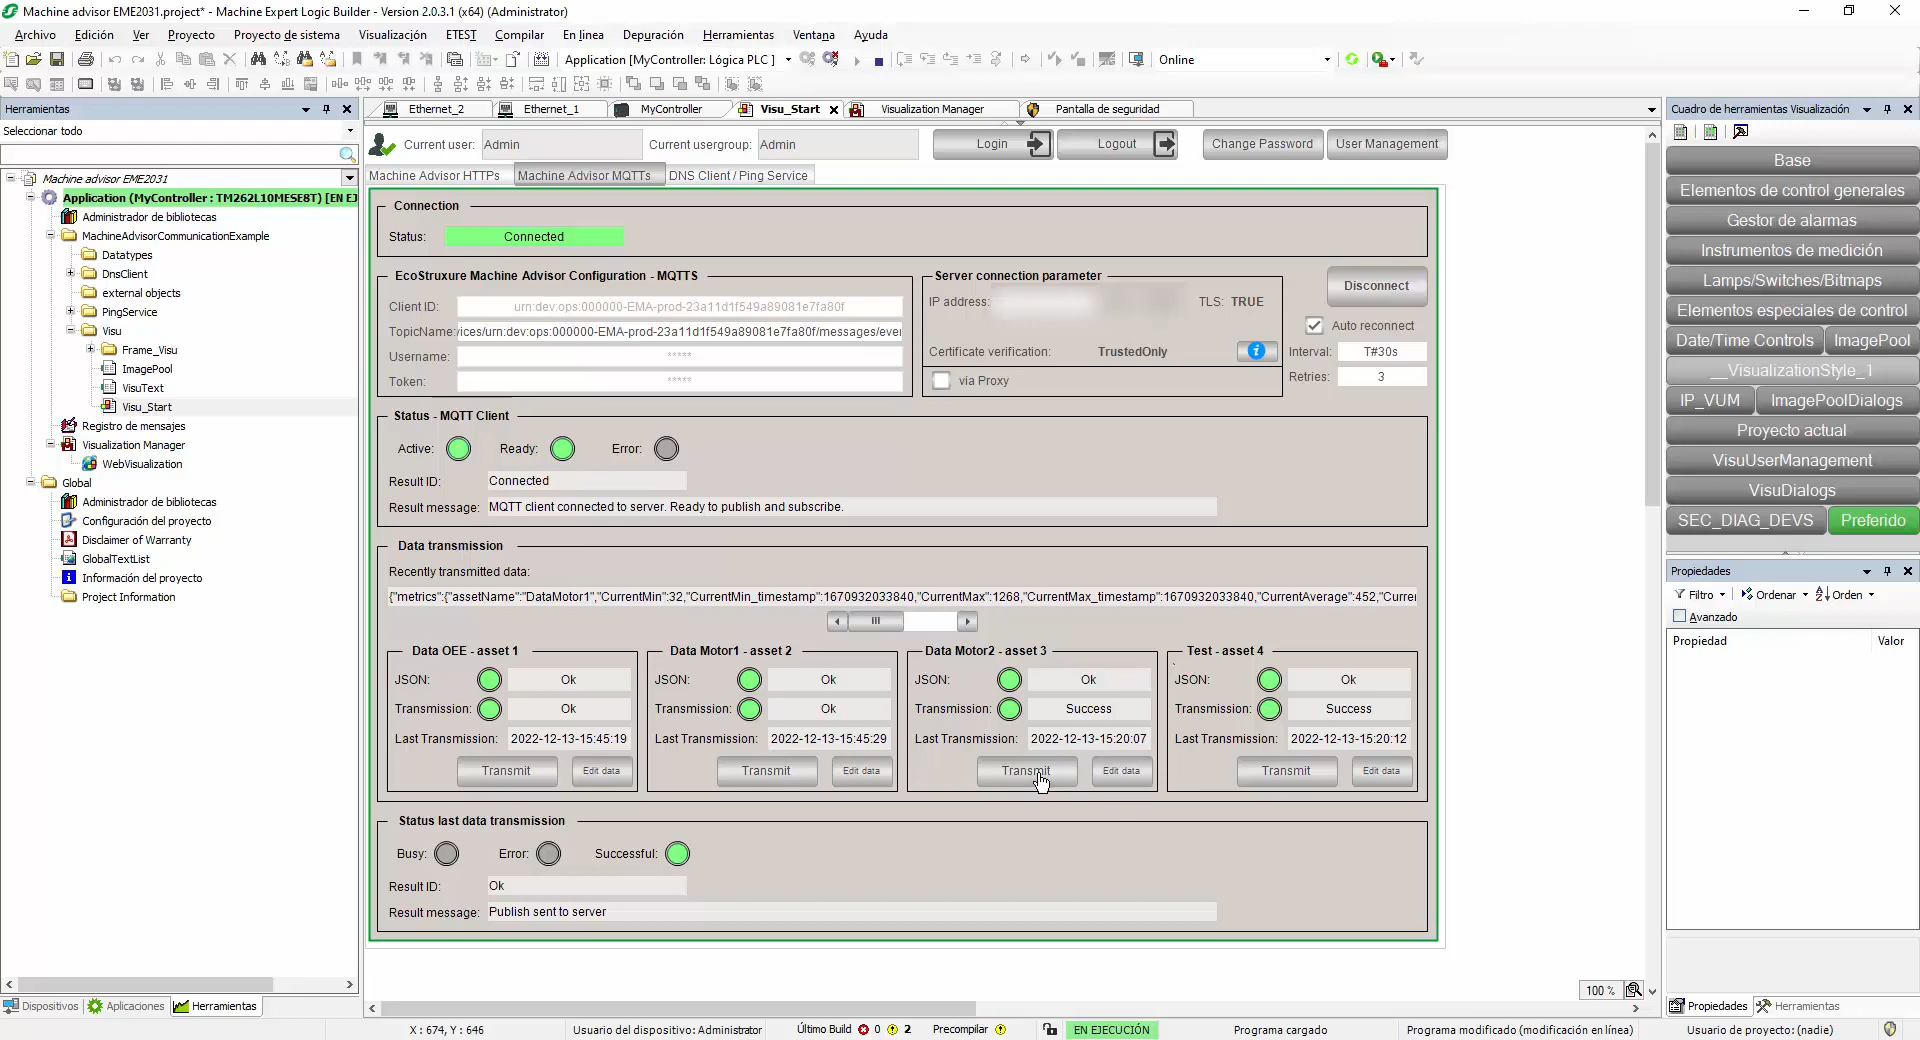 Machine advisor EME2031.project* - Machine Expert Logic Builder - Version 2.0.3.1 (x64) (Administrator)
Archivo Edición Ver Proyecto Proyecto de sistema Visualización ETEST Compilar En línea Depuración Herramientas Ventana Ayuda
Application [MyController: Lógica PLC ] Online
Herramientas
Seleccionar todo
Machine advisor EME2031
Application (MyController : TM262L10MESE8T) [EN EJ
Administrador de bibliotecas
MachineAdvisorCommunicationExample
Datatypes
DnsClient
external objects
PingService
Visu
Frame_Visu
ImagePool
VisuText
Visu_Start
Registro de mensajes
Visualization Manager
WebVisualization
Global
Administrador de bibliotecas
Configuración del proyecto
Disclaimer of Warranty
GlobalTextList
Información del proyecto
Project Information
Dispositivos Aplicaciones Herramientas
Ethernet_2 Ethernet_1 MyController Visu_Start Visualization Manager Pantalla de seguridad
Current user: Admin Current usergroup: Admin Login Logout Change Password User Management
Machine Advisor HTTPs Machine Advisor MQTTs DNS Client / Ping Service
Connection
Status: Connected
EcoStruxure Machine Advisor Configuration - MQTTS
Client ID: urn:dev:ops:000000-EMA-prod-23a11d1f549a89081e7fa80f
TopicName: /ices/urn:dev:ops:000000-EMA-prod-23a11d1f549a89081e7fa80f/messages/ever
Username: *****
Token: *****
Server connection parameter
IP address: TLS: TRUE
Certificate verification: TrustedOnly
via Proxy
Disconnect
Auto reconnect
Interval: T#30s
Retries: 3
Status - MQTT Client
Active: Ready: Error:
Result ID: Connected
Result message: MQTT client connected to server. Ready to publish and subscribe.
Data transmission
Recently transmitted data:
{"metrics":{"assetName":"DataMotor1","CurrentMin":32,"CurrentMin_timestamp":1670932033840,"CurrentMax":1268,"CurrentMax_timestamp":1670932033840,"CurrentAverage":452,"Currer
Data OEE - asset 1
JSON: Ok
Transmission: Ok
Last Transmission: 2022-12-13-15:45:19
Transmit Edit data
Data Motor1 - asset 2
JSON: Ok
Transmission: Ok
Last Transmission: 2022-12-13-15:45:29
Transmit Edit data
Data Motor2 - asset 3
JSON: Ok
Transmission: Success
Last Transmission: 2022-12-13-15:20:07
Transmit Edit data
Test - asset 4
JSON: Ok
Transmission: Success
Last Transmission: 2022-12-13-15:20:12
Transmit Edit data
Status last data transmission
Busy: Error: Successful:
Result ID: Ok
Result message: Publish sent to server
100 %
Cuadro de herramientas Visualización
Base
Elementos de control generales
Gestor de alarmas
Instrumentos de medición
Lamps/Switches/Bitmaps
Elementos especiales de control
Date/Time Controls ImagePool
__VisualizationStyle_1
IP_VUM ImagePoolDialogs
Proyecto actual
VisuUserManagement
VisuDialogs
SEC_DIAG_DEVS Preferido
Propiedades
Filtro Ordenar Orden
Avanzado
Propiedad Valor
Propiedades Herramientas
X : 674, Y : 646 Usuario del dispositivo: Administrator Último Build 0 2 Precompilar EN EJECUCIÓN Programa cargado Programa modificado (modificación en línea) Usuario de proyecto: (nadie)